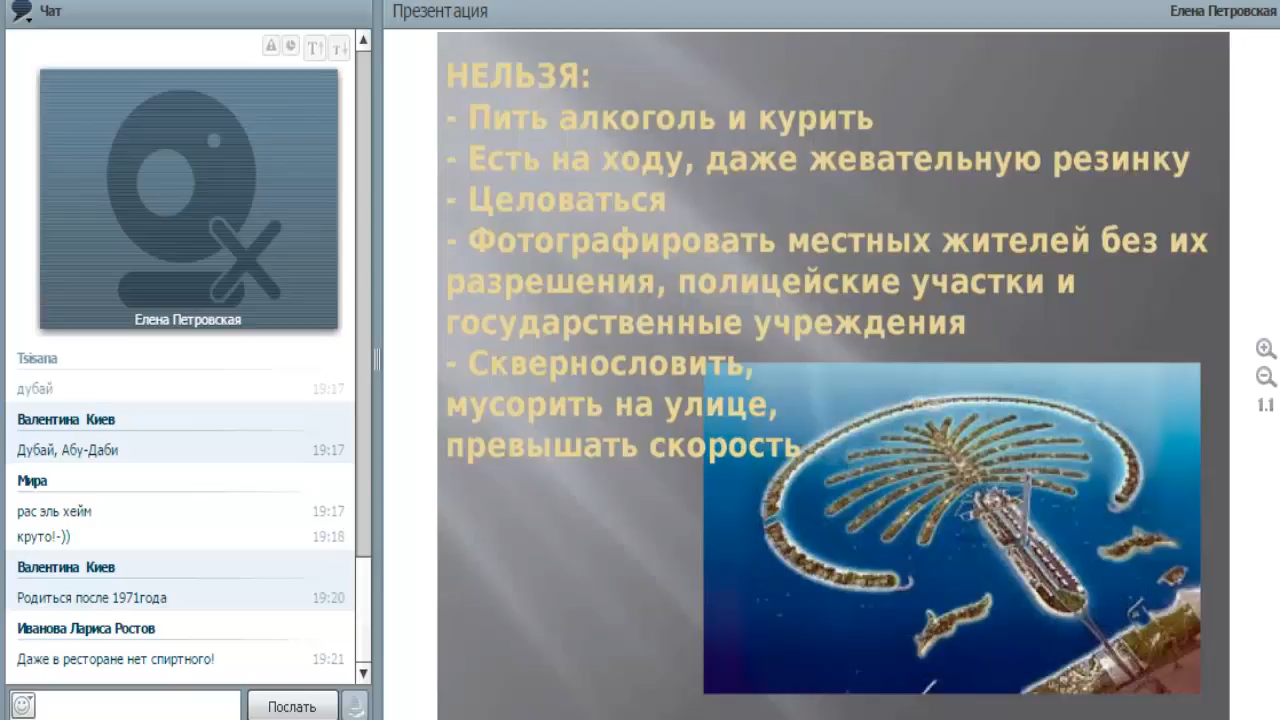 Чат
Презентация
Елена Петровская
Елена Петровская
Tsisana
дубай 19:17
Валентина Киев
Дубай, Абу-Даби 19:17
Мира
рас эль хейм 19:17
круто!-)) 19:18
Валентина Киев
Родиться после 1971года 19:20
Иванова Лариса Ростов
Даже в ресторане нет спиртного! 19:21
Послать
НЕЛЬЗЯ:
- Пить алкоголь и курить
- Есть на ходу, даже жевательную резинку
- Целоваться
- Фотографировать местных жителей без их
разрешения, полицейские участки и
государственные учреждения
- Сквернословить,
мусорить на улице,
превышать скорость
1.1